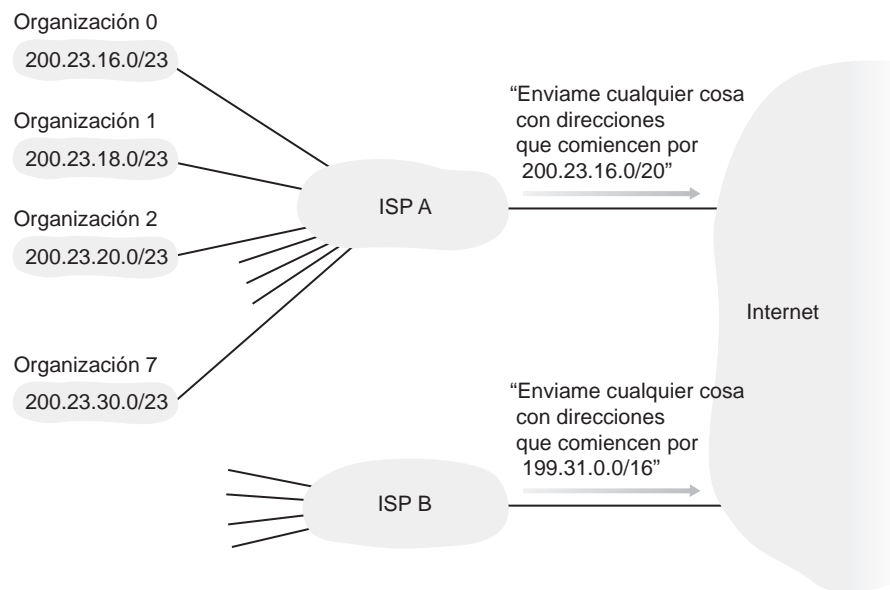 Organización 0
200.23.16.0/23
Organización 1
200.23.18.0/23
Organización 2
200.23.20.0/23
Organización 7
200.23.30.0/23
ISP A
“Enviame cualquier cosa
con direcciones
que comiencen por
200.23.16.0/20”
Internet
ISP B
“Enviame cualquier cosa
con direcciones
que comiencen por
199.31.0.0/16”